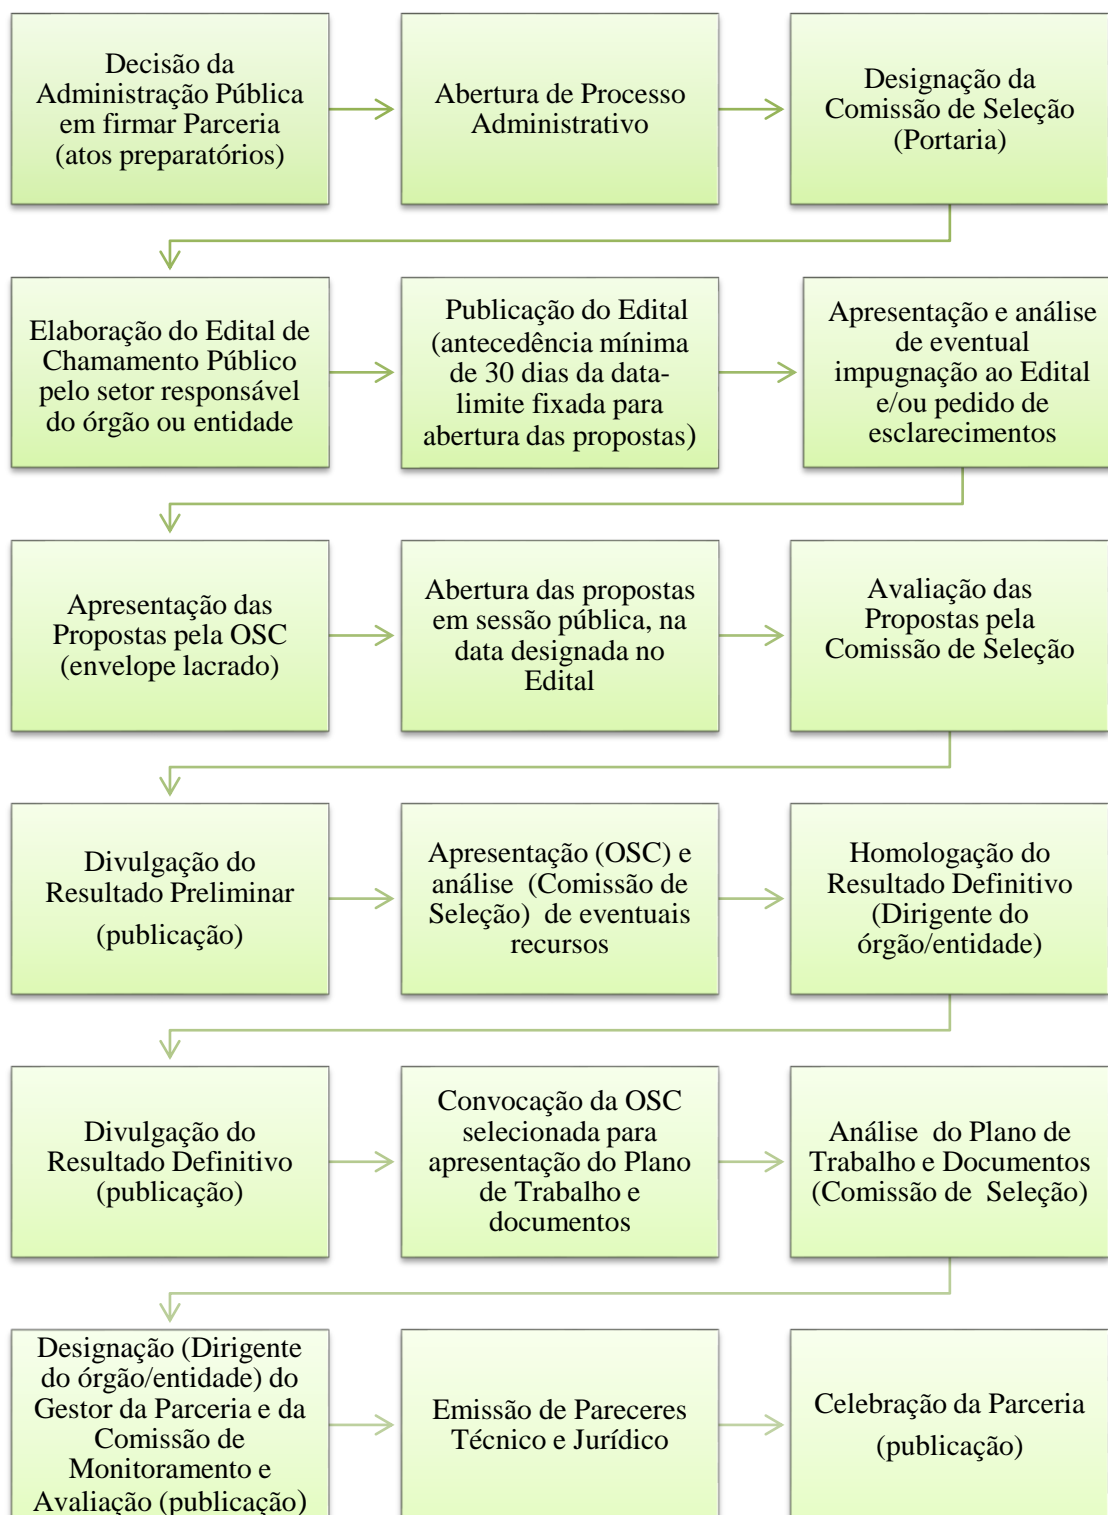 Decisão da
Administração Pública
em firmar Parceria
(atos preparatórios)
Abertura de Processo
Administrativo
Designação da
Comissão de Seleção
(Portaria)
Elaboração do Edital de
Chamamento Público
pelo setor responsável
do órgão ou entidade
Publicação do Edital
(antecedência mínima
de 30 dias da data-
limite fixada para
abertura das propostas)
Apresentação e análise
de eventual
impugnação ao Edital
e/ou pedido de
esclarecimentos
Apresentação das
Propostas pela OSC
(envelope lacrado)
Abertura das propostas
em sessão pública, na
data designada no
Edital
Avaliação das
Propostas pela
Comissão de Seleção
Divulgação do
Resultado Preliminar
(publicação)
Apresentação (OSC) e
análise (Comissão de
Seleção) de eventuais
recursos
Homologação do
Resultado Definitivo
(Dirigente do
órgão/entidade)
Divulgação do
Resultado Definitivo
(publicação)
Convocação da OSC
selecionada para
apresentação do Plano
de Trabalho e
documentos
Análise do Plano de
Trabalho e Documentos
(Comissão de Seleção)
Designação (Dirigente
do órgão/entidade) do
Gestor da Parceria e da
Comissão de
Monitoramento e
Avaliação (publicação)
Emissão de Pareceres
Técnico e Jurídico
Celebração da Parceria
(publicação)